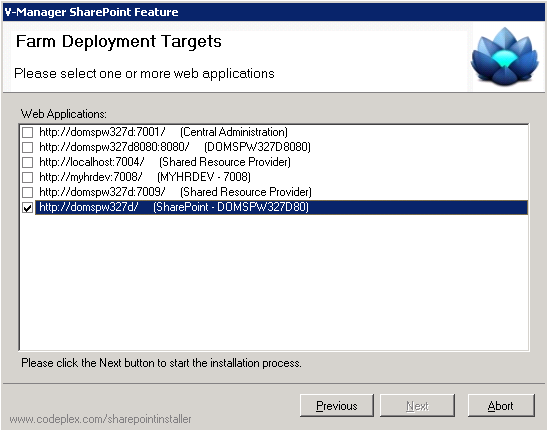 V-Manager SharePoint Feature
Farm Deployment Targets
Please select one or more web applications
Web Applications:
http://domspw327d:7001/ (Central Administration)
http://domspw327d8080:8080/ (DOMSPW327D8080)
http://localhost:7004/ (Shared Resource Provider)
http://myhrdev:7008/ (MYHRDEV - 7008)
http://domspw327d:7009/ (Shared Resource Provider)
http://domspw327d/ (SharePoint - DOMSPW327D80)
Please click the Next button to start the installation process.
Previous Next Abort
www.codeplex.com/sharepointinstaller